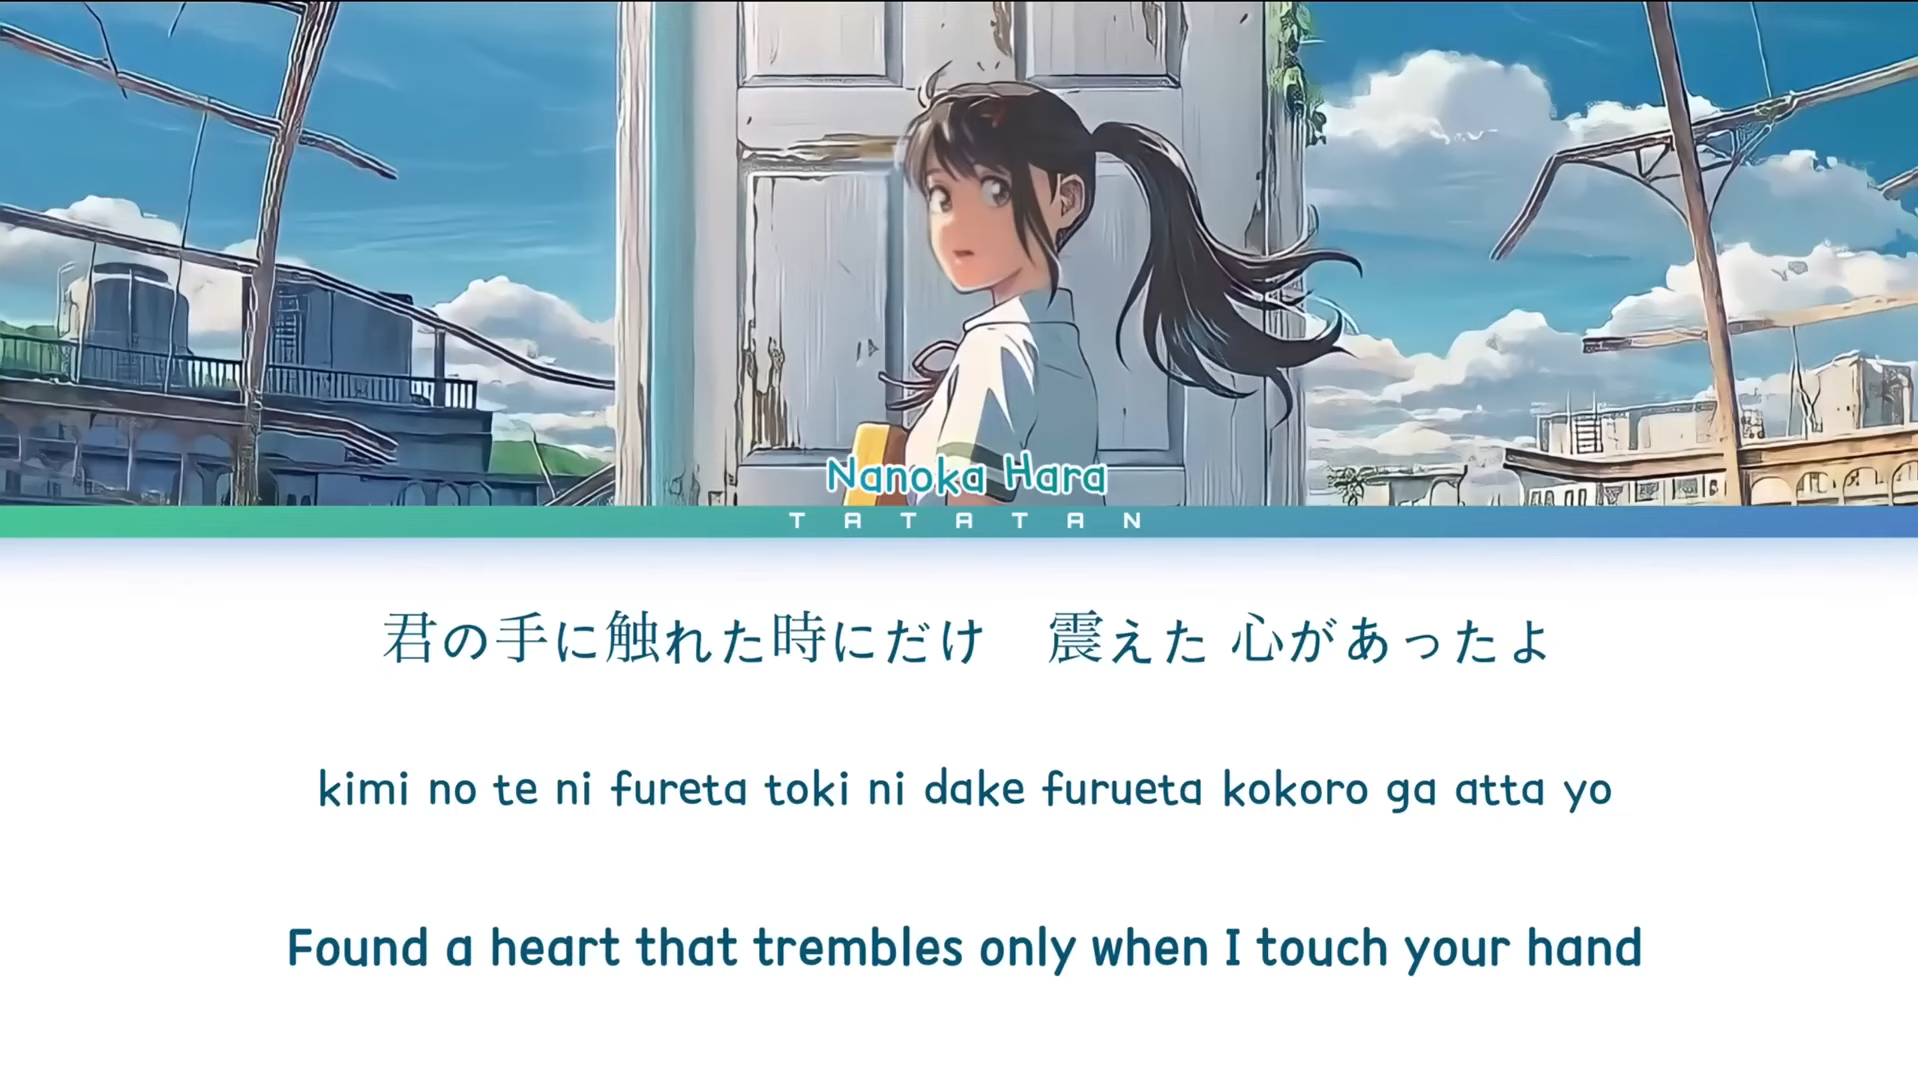 Nanoka Hara
TATATAN
君の手に触れた時にだけ　震えた 心があったよ
kimi no te ni fureta toki ni dake furueta kokoro ga atta yo
Found a heart that trembles only when I touch your hand